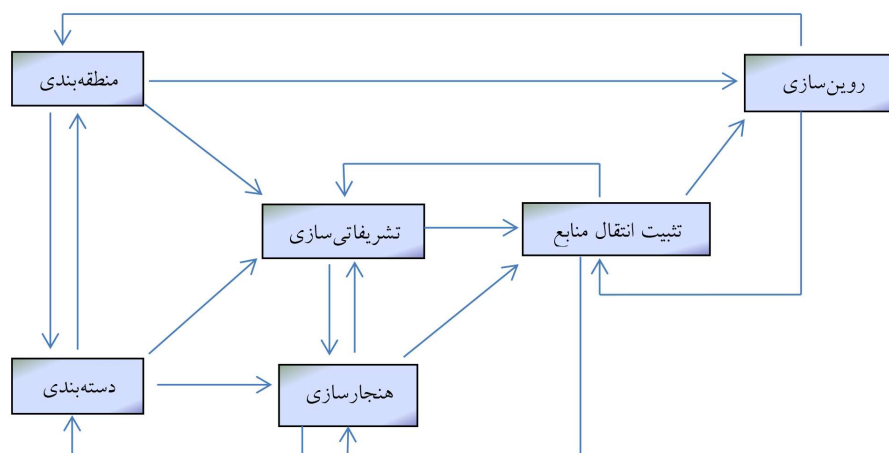 منطقه‌بندی
روین‌سازی
تشریفاتی‌سازی
تثبیت انتقال منابع
دسته‌بندی
هنجارسازی